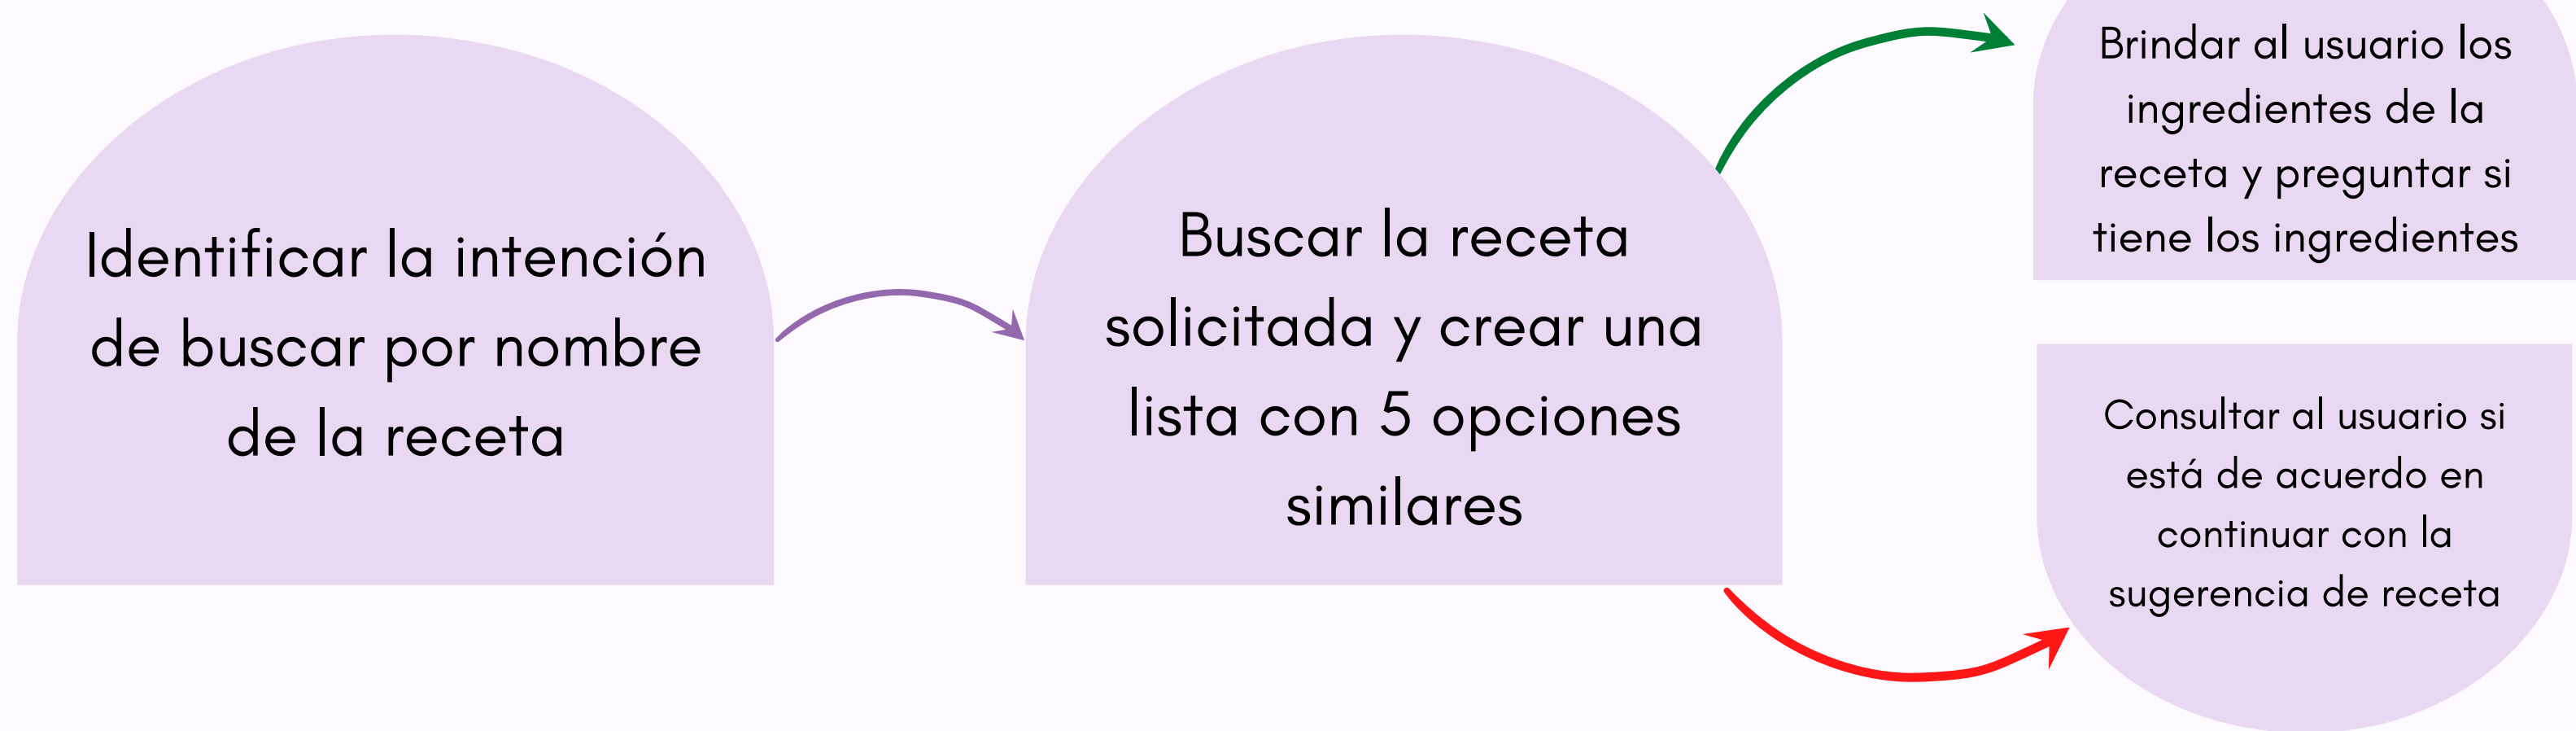 Identificar la intención
de buscar por nombre
de la receta
Buscar la receta
solicitada y crear una
lista con 5 opciones
similares
Brindar al usuario los
ingredientes de la
receta y preguntar si
tiene los ingredientes
Consultar al usuario si
está de acuerdo en
continuar con la
sugerencia de receta